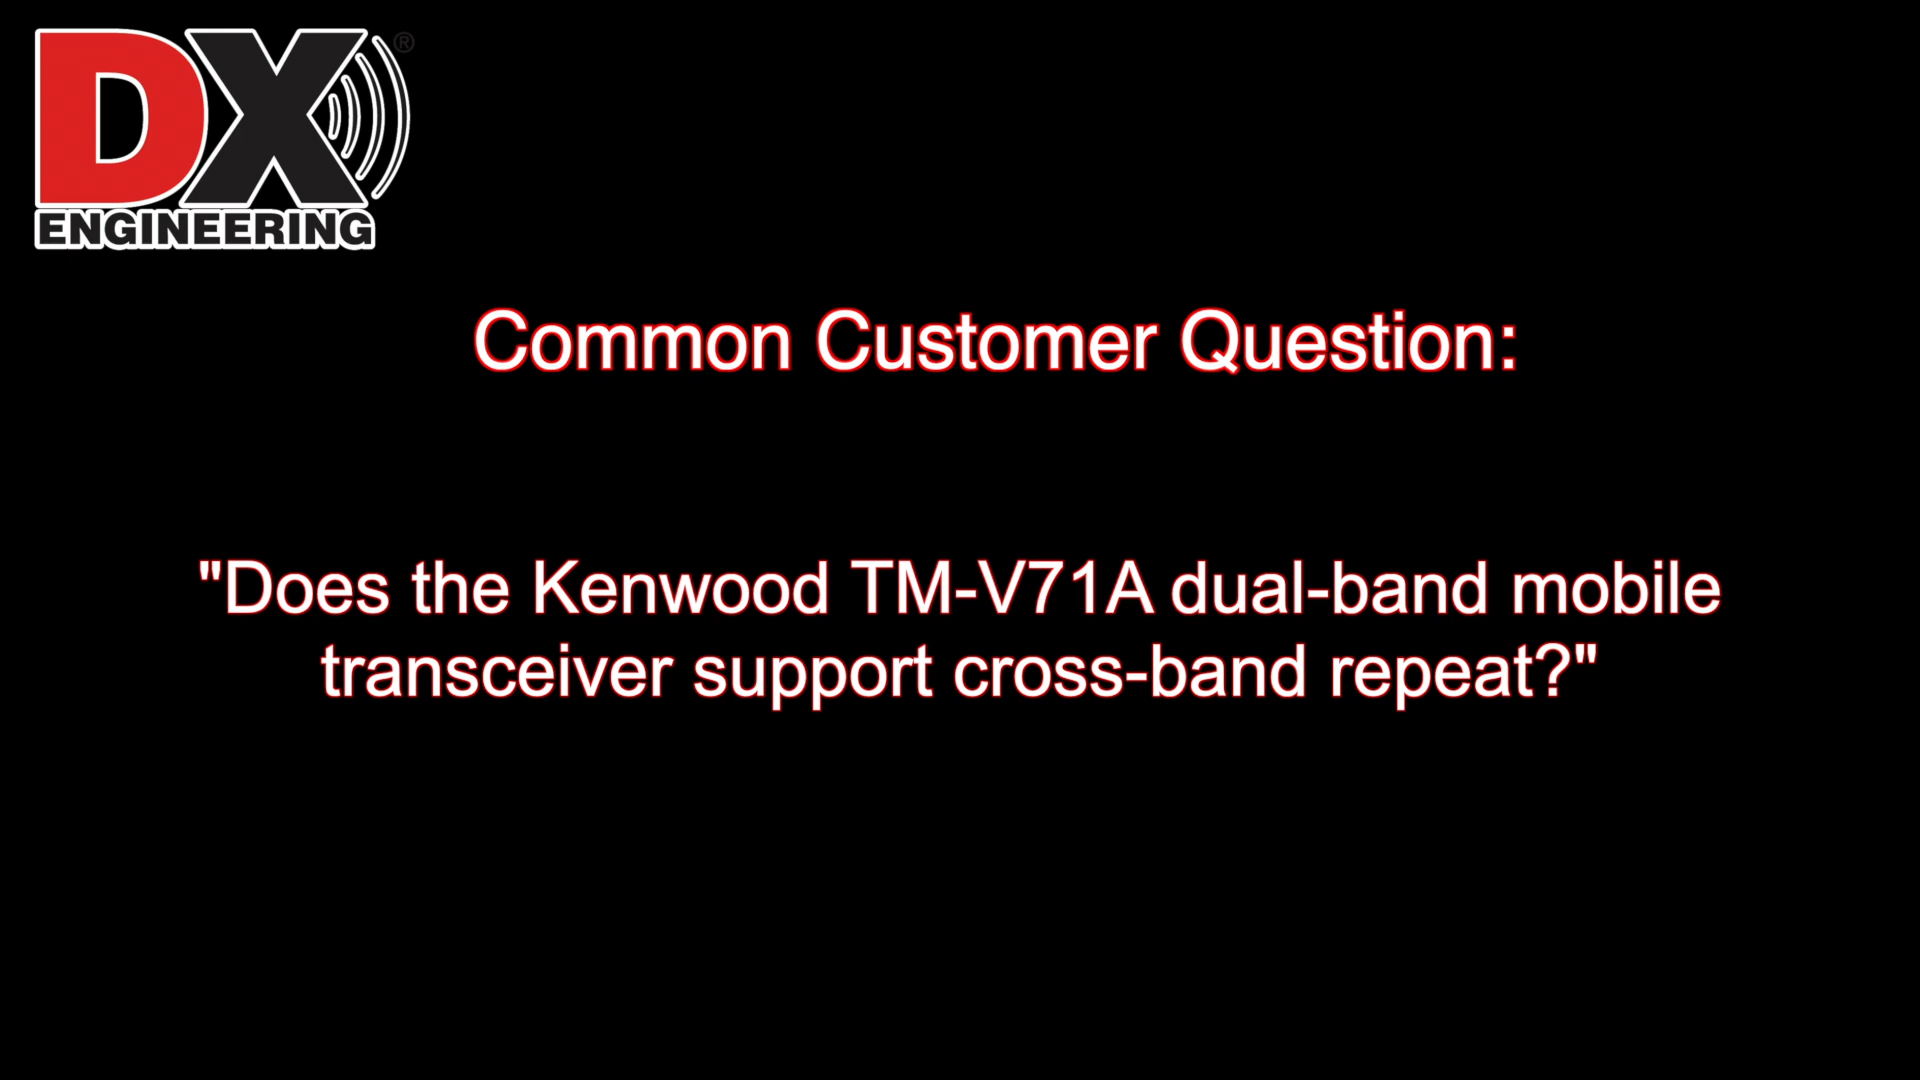 DX®
ENGINEERING
Common Customer Question:
"Does the Kenwood TM-V71A dual-band mobile
transceiver support cross-band repeat?"